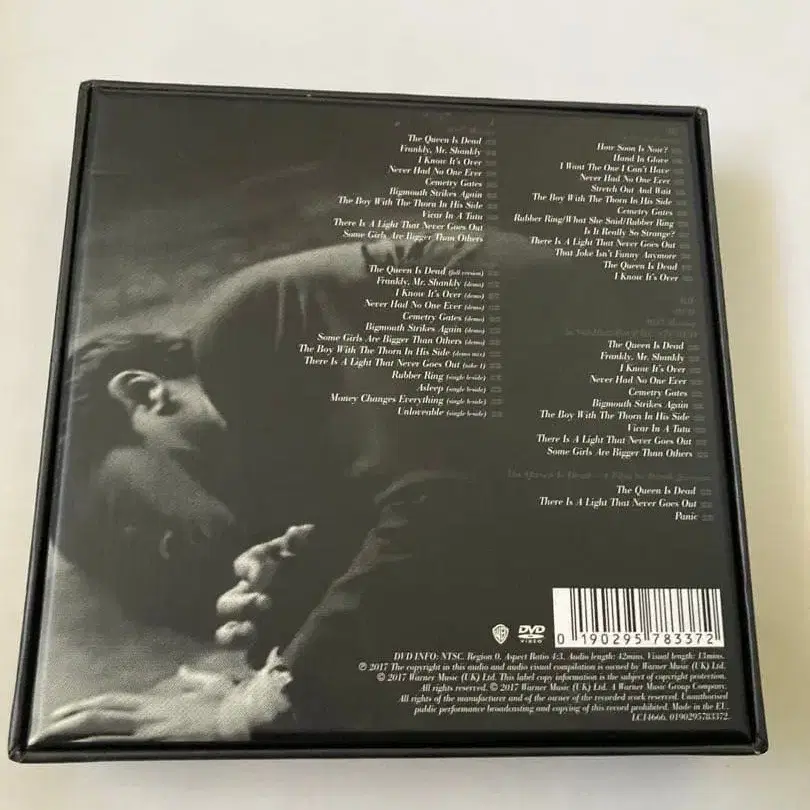 The Queen Is Dead
Frankly, Mr. Shankly
I Know It's Over
Never Had No One Ever
Cemetry Gates
Bigmouth Strikes Again
The Boy With The Thorn In His Side
Vicar In A Tutu
There Is A Light That Never Goes Out
Some Girls Are Bigger Than Others
The Queen Is Dead (full version)
Frankly, Mr. Shankly (demo)
I Know It's Over (demo)
Never Had No One Ever (demo)
Cemetry Gates (demo)
Bigmouth Strikes Again (demo)
Some Girls Are Bigger Than Others (demo)
The Boy With The Thorn In His Side (demo mix)
There Is A Light That Never Goes Out (take 1)
Rubber Ring (single b-side)
Asleep (single b-side)
Money Changes Everything (single b-side)
Unloveable (single b-side)
How Soon Is Now?
Hand In Glove
I Want The One I Can't Have
Never Had No One Ever
Stretch Out And Wait
The Boy With The Thorn In His Side
Cemetry Gates
Rubber Ring/What She Said/Rubber Ring
Is It Really So Strange?
There Is A Light That Never Goes Out
That Joke Isn't Funny Anymore
The Queen Is Dead
I Know It's Over
The Queen Is Dead
Frankly, Mr. Shankly
I Know It's Over
Never Had No One Ever
Cemetry Gates
Bigmouth Strikes Again
The Boy With The Thorn In His Side
Vicar In A Tutu
There Is A Light That Never Goes Out
Some Girls Are Bigger Than Others
The Queen Is Dead
There Is A Light That Never Goes Out
Panic
DVD
VIDEO
0 190295 783372
DVD INFO: NTSC. Region 0. Aspect Ratio 4:3. Audio length: 42mins. Visual length: 13mins.
℗ 2017 The copyright in this audio and audio visual compilation is owned by Warner Music (UK) Ltd.
© 2017 Warner Music (UK) Ltd. This label copy information is the subject of copyright protection.
All rights reserved. © 2017 Warner Music (UK) Ltd. A Warner Music Group Company.
All rights of the manufacturer and of the owner of the recorded work reserved. Unauthorised
public performance broadcasting and copying of this record prohibited. Made in the EU.
LC14666. 0190295783372.